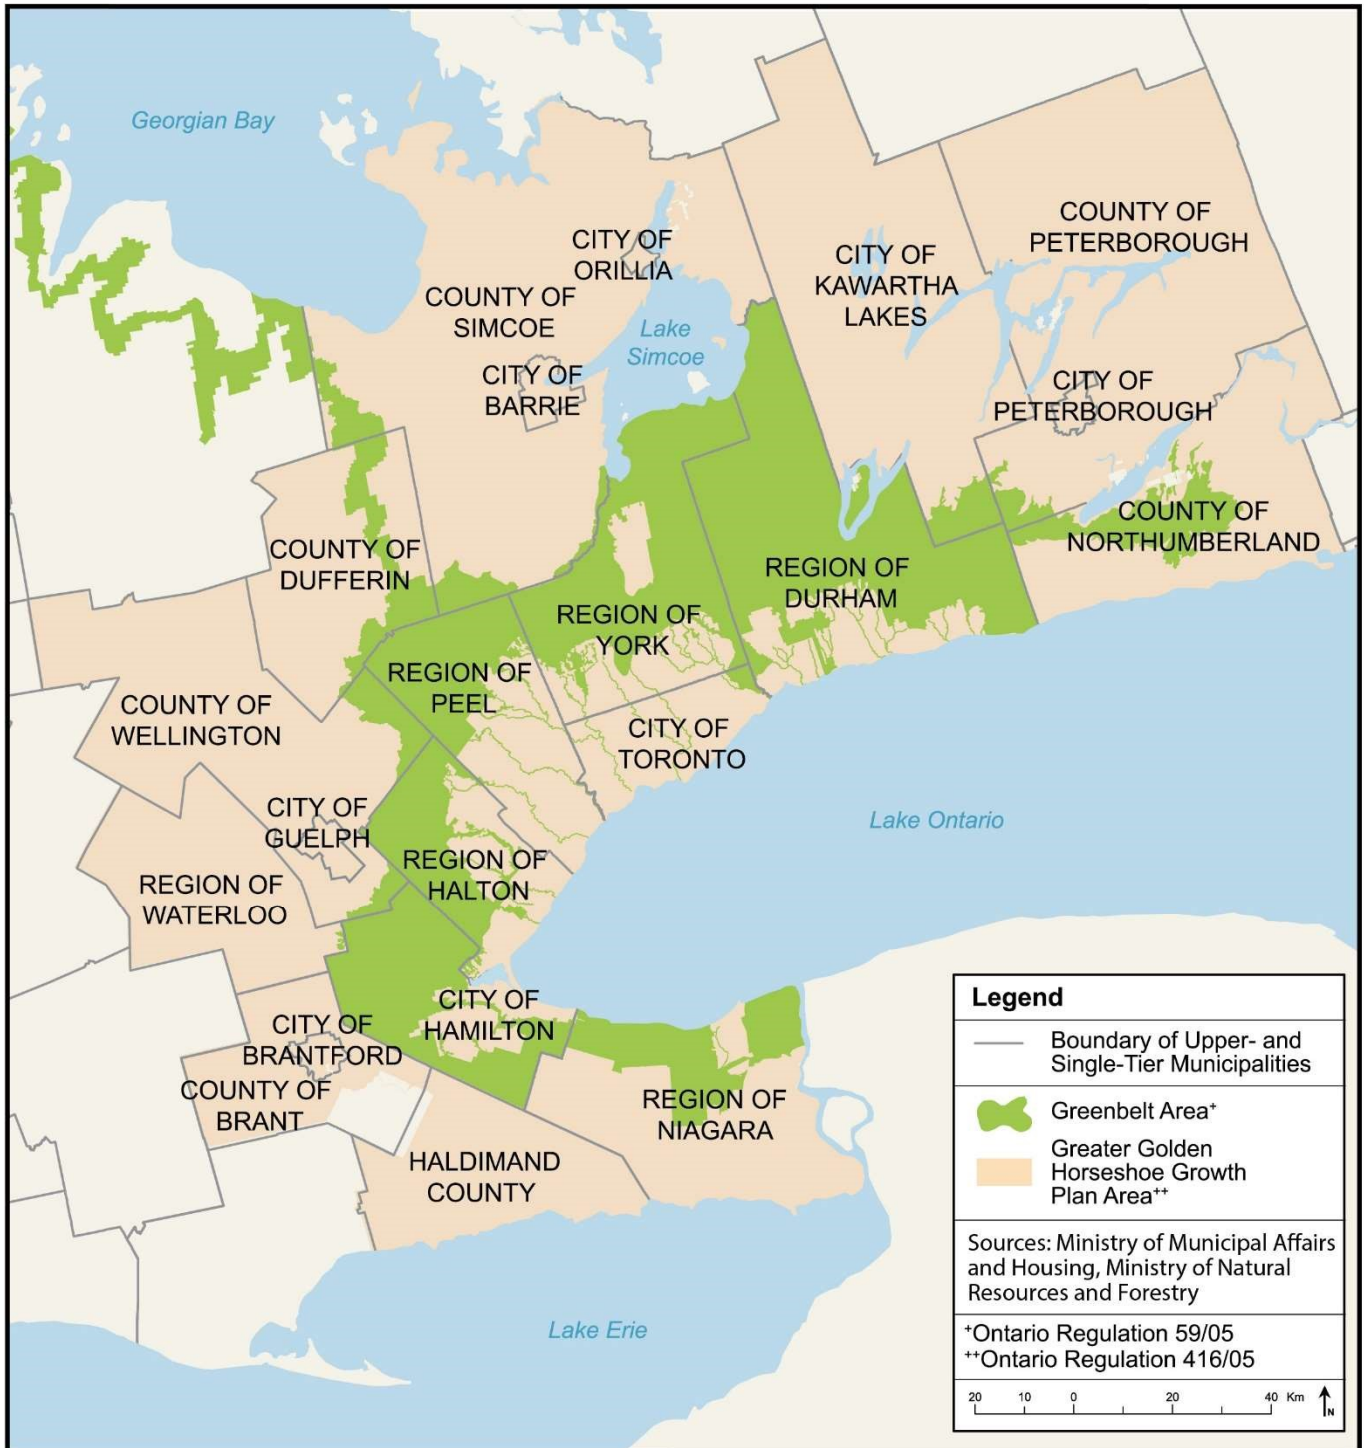 Georgian Bay
CITY OF
ORILLIA
COUNTY OF
SIMCOE
Lake
Simcoe
CITY OF
BARRIE
CITY OF
KAWARTHA
LAKES
COUNTY OF
PETERBOROUGH
CITY OF
PETERBOROUGH
COUNTY OF
NORTHUMBERLAND
COUNTY OF
DUFFERIN
REGION OF
DURHAM
REGION OF
YORK
REGION OF
PEEL
COUNTY OF
WELLINGTON
CITY OF
TORONTO
CITY OF
GUELPH
Lake Ontario
REGION OF
HALTON
REGION OF
WATERLOO
CITY OF
HAMILTON
CITY OF
BRANTFORD
COUNTY OF
BRANT
REGION OF
NIAGARA
HALDIMAND
COUNTY
Lake Erie
Legend
Boundary of Upper- and
Single-Tier Municipalities
Greenbelt Area+
Greater Golden
Horseshoe Growth
Plan Area++
Sources: Ministry of Municipal Affairs
and Housing, Ministry of Natural
Resources and Forestry
+Ontario Regulation 59/05
++Ontario Regulation 416/05
20 10 0 20 40 Km
N